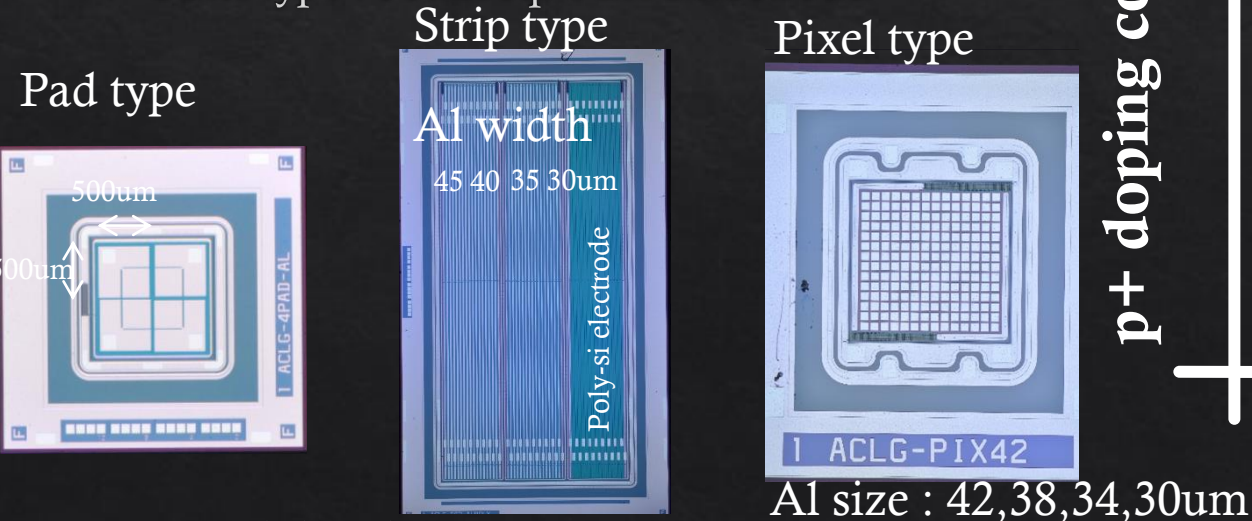 Strip type
Pixel type
Pad type
Al width
45 40 35 30um
500um
00um
Poly-si electrode
1 ACLG-4PAD-AL
F
F
F
F
1 ACLG-PIX42
Al size : 42,38,34,30um
p+ doping co